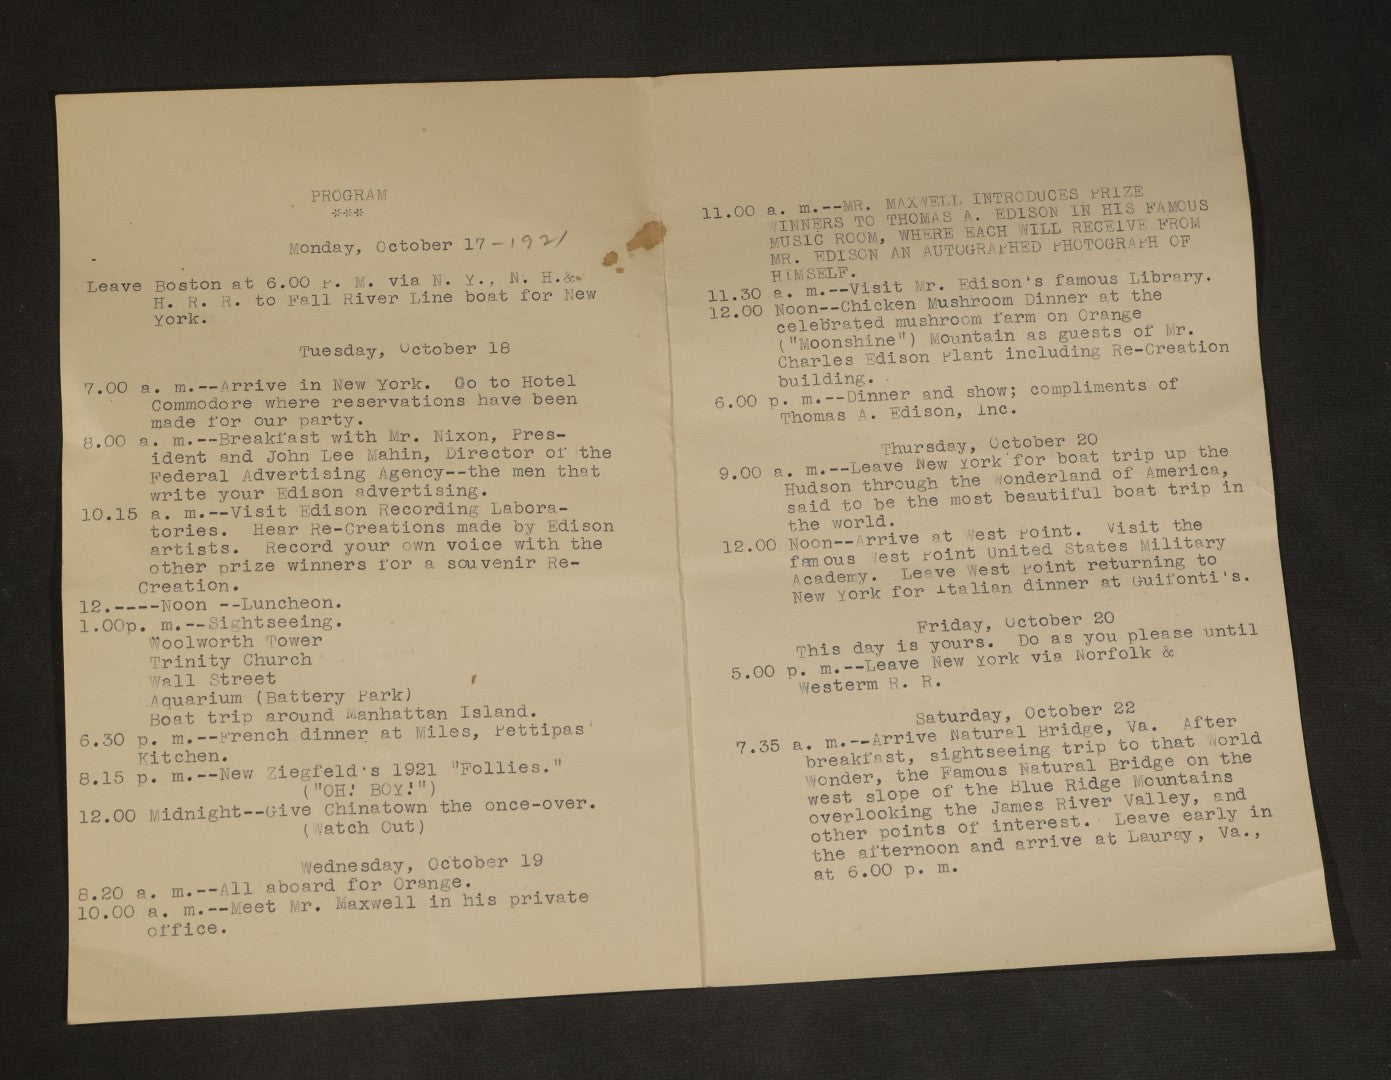 PROGRAM
***
Monday, October 17-1921
Leave Boston at 6.00 P. M. via N. Y., N. H.&
H. R. R. to Fall River Line boat for New
York.
Tuesday, October 18
7.00 a. m.--Arrive in New York. Go to Hotel
Commodore where reservations have been
made for our party.
8.00 a. m.--Breakfast with Mr. Nixon, Pres-
ident and John Lee Mahin, Director of the
Federal Advertising Agency--the men that
write your Edison advertising.
10.15 a. m.--Visit Edison Recording Labora-
tories. Hear Re-Creations made by Edison
artists. Record your own voice with the
other prize winners for a souvenir Re-
Creation.
12.----Noon --Luncheon.
1.00p. m.--Sightseeing.
Woolworth Tower
Trinity Church
Wall Street
Aquarium (Battery Park)
Boat trip around Manhattan Island.
6.30 p. m.--French dinner at Miles, Pettipas
Kitchen.
8.15 p. m.--New Ziegfeld's 1921 "Follies."
("OH! BOY!")
12.00 Midnight--Give Chinatown the once-over.
(Watch Out)
Wednesday, October 19
8.20 a. m.--All aboard for Orange.
10.00 a. m.--Meet Mr. Maxwell in his private
office.
11.00 a. m.--MR. MAXWELL INTRODUCES PRIZE
WINNERS TO THOMAS A. EDISON IN HIS FAMOUS
MUSIC ROOM, WHERE EACH WILL RECEIVE FROM
MR. EDISON AN AUTOGRAPHED PHOTOGRAPH OF
HIMSELF.
11.30 a. m.--Visit Mr. Edison's famous Library.
12.00 Noon--Chicken Mushroom Dinner at the
celebrated mushroom farm on Orange
("Moonshine") Mountain as guests of Mr.
Charles Edison Plant including Re-Creation
building.
6.00 p. m.--Dinner and show; compliments of
Thomas A. Edison, Inc.
Thursday, October 20
9.00 a. m.--Leave New York for boat trip up the
Hudson through the Wonderland of America,
said to be the most beautiful boat trip in
the world.
12.00 Noon--Arrive at West Point. Visit the
famous West Point United States Military
Academy. Leave West Point returning to
New York for Italian dinner at Guifonti's.
Friday, October 20
This day is yours. Do as you please until
5.00 p. m.--Leave New York via Norfolk &
Westerm R. R.
Saturday, October 22
7.35 a. m.--Arrive Natural Bridge, Va. After
breakfast, sightseeing trip to that World
Wonder, the Famous Natural Bridge on the
west slope of the Blue Ridge Mountains
overlooking the James River Valley, and
other points of interest. Leave early in
the afternoon and arrive at Lauray, Va.,
at 6.00 p. m.